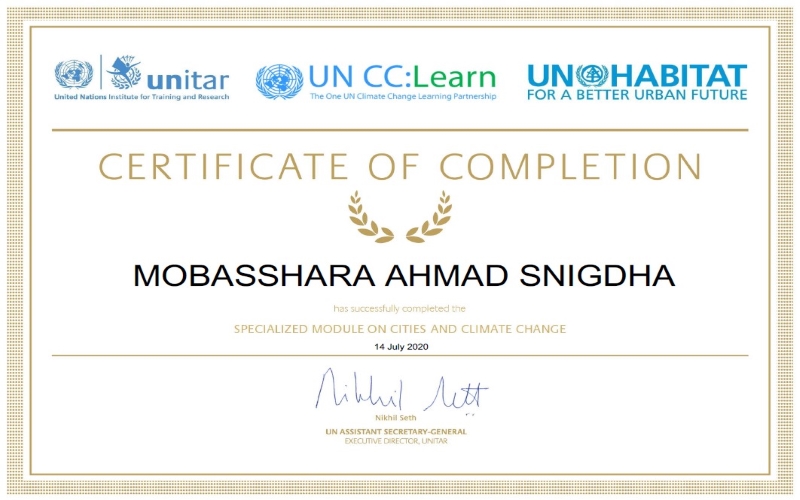 unitar
United Nations Institute for Training and Research
UN CC:Learn
The One UN Climate Change Learning Partnership
UN HABITAT
FOR A BETTER URBAN FUTURE
CERTIFICATE OF COMPLETION
MOBASSHARA AHMAD SNIGDHA
has successfully completed the
SPECIALIZED MODULE ON CITIES AND CLIMATE CHANGE
14 July 2020
Nikhil Seth
Nikhil Seth
UN ASSISTANT SECRETARY-GENERAL
EXECUTIVE DIRECTOR, UNITAR